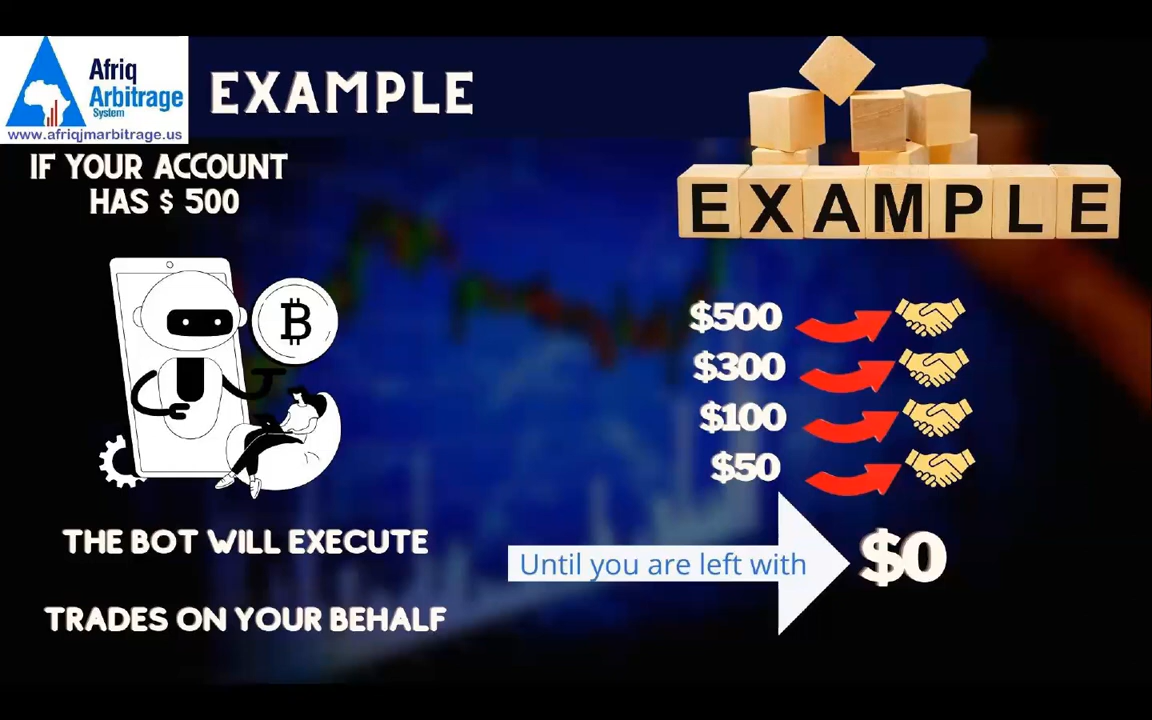 Afriq
Arbitrage
System
www.afriqjmarbitrage.us
EXAMPLE
IF YOUR ACCOUNT
HAS $ 500
EXAMPLE
$500
$300
$100
$50
Until you are left with
$0
THE BOT WILL EXECUTE
TRADES ON YOUR BEHALF